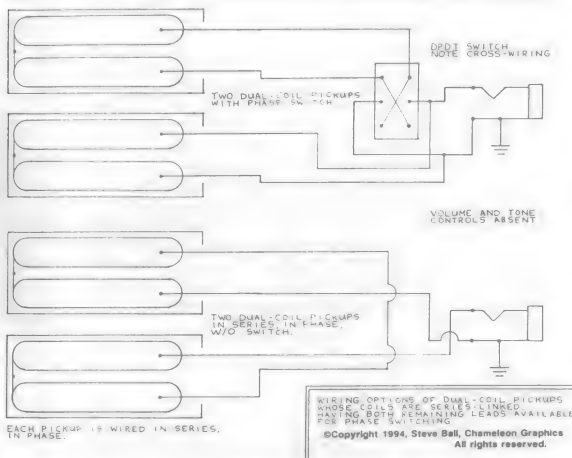 DPDT SWITCH
NOTE CROSS-WIRING
TWO DUAL-COIL PICKUPS
WITH PHASE SWITCH
VOLUME AND TONE
CONTROLS ABSENT
TWO DUAL-COIL PICKUPS
IN SERIES, IN PHASE,
W/O SWITCH.
EACH PICKUP IS WIRED IN SERIES,
IN PHASE.
WIRING OPTIONS OF DUAL-COIL PICKUPS
WHOSE COILS ARE SERIES-LINKED,
HAVING BOTH REMAINING LEADS AVAILABLE
FOR PHASE SWITCHING
©Copyright 1994, Steve Ball, Chameleon Graphics
All rights reserved.